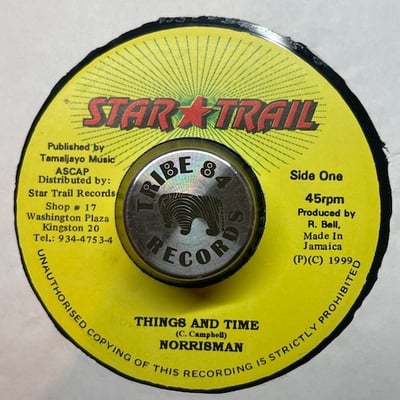 STAR★TRAIL
Published by
Tamaljayo Music
ASCAP
Distributed by:
Star Trail Records
Shop # 17
Washington Plaza
Kingston 20
Tel.: 934-4753-4
TRIBE 84
RECORDS
Side One
45rpm
Produced by
R. Bell,
Made In
Jamaica
(P)(C) 1999
THINGS AND TIME
(C. Campbell)
NORRISMAN
UNAUTHORISED COPYING OF THIS RECORDING IS STRICTLY PROHIBITED